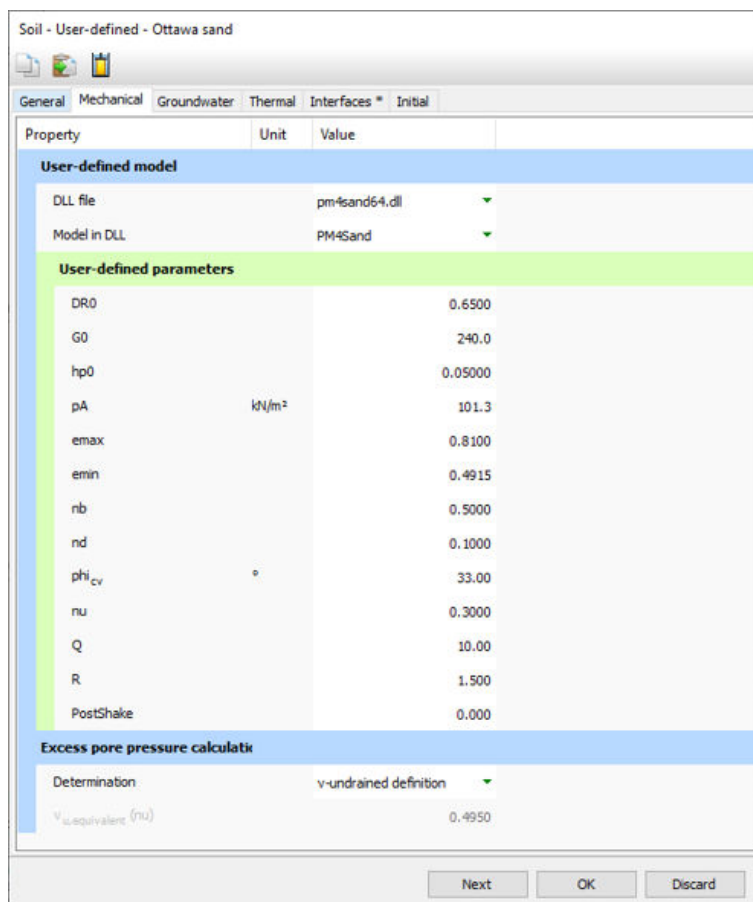 Soil - User-defined - Ottawa sand
General Mechanical Groundwater Thermal Interfaces * Initial
Property Unit Value
User-defined model
DLL file pm4sand64.dll
Model in DLL PM4Sand
User-defined parameters
DR0 0.6500
G0 240.0
hp0 0.05000
pA kN/m² 101.3
emax 0.8100
emin 0.4915
nb 0.5000
nd 0.1000
phi cv ° 33.00
nu 0.3000
Q 10.00
R 1.500
PostShake 0.000
Excess pore pressure calculatic
Determination v-undrained definition
ν u,equivalent (nu) 0.4950
Next OK Discard